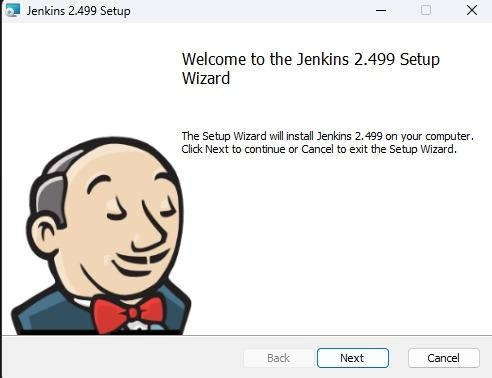 Jenkins 2.499 Setup
Welcome to the Jenkins 2.499 Setup
Wizard
The Setup Wizard will install Jenkins 2.499 on your computer.
Click Next to continue or Cancel to exit the Setup Wizard.
Back
Next
Cancel